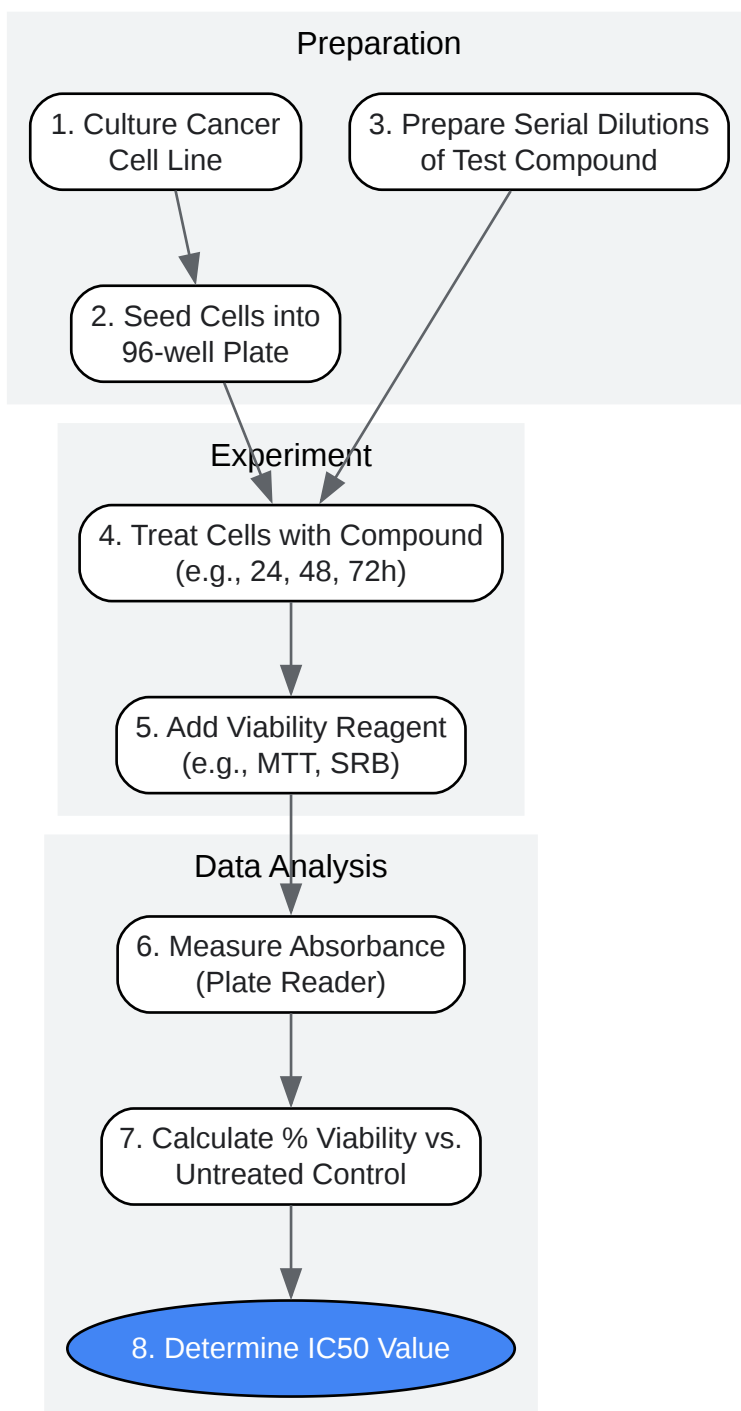 Preparation
1. Culture Cancer
Cell Line
3. Prepare Serial Dilutions
of Test Compound
2. Seed Cells into
96-well Plate
Experiment
4. Treat Cells with Compound
(e.g., 24, 48, 72h)
5. Add Viability Reagent
(e.g., MTT, SRB)
Data Analysis
6. Measure Absorbance
(Plate Reader)
7. Calculate % Viability vs.
Untreated Control
8. Determine IC50 Value